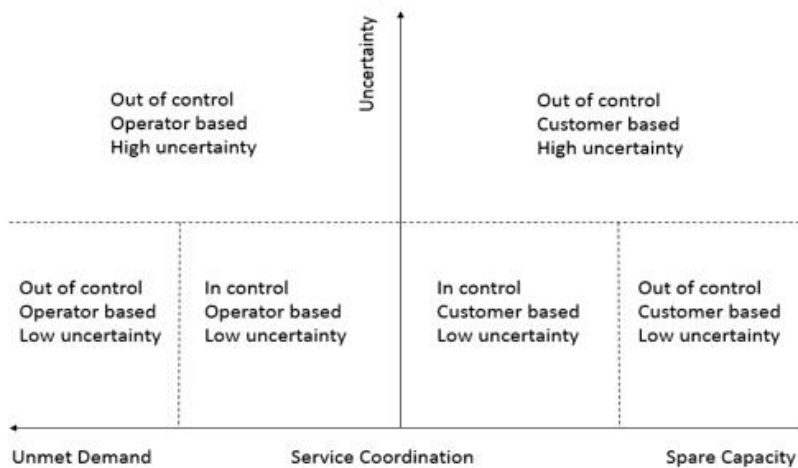 Uncertainty
Out of control
Operator based
High uncertainty
Out of control
Customer based
High uncertainty
Out of control
Operator based
Low uncertainty
In control
Operator based
Low uncertainty
In control
Customer based
Low uncertainty
Out of control
Customer based
Low uncertainty
Unmet Demand
Service Coordination
Spare Capacity